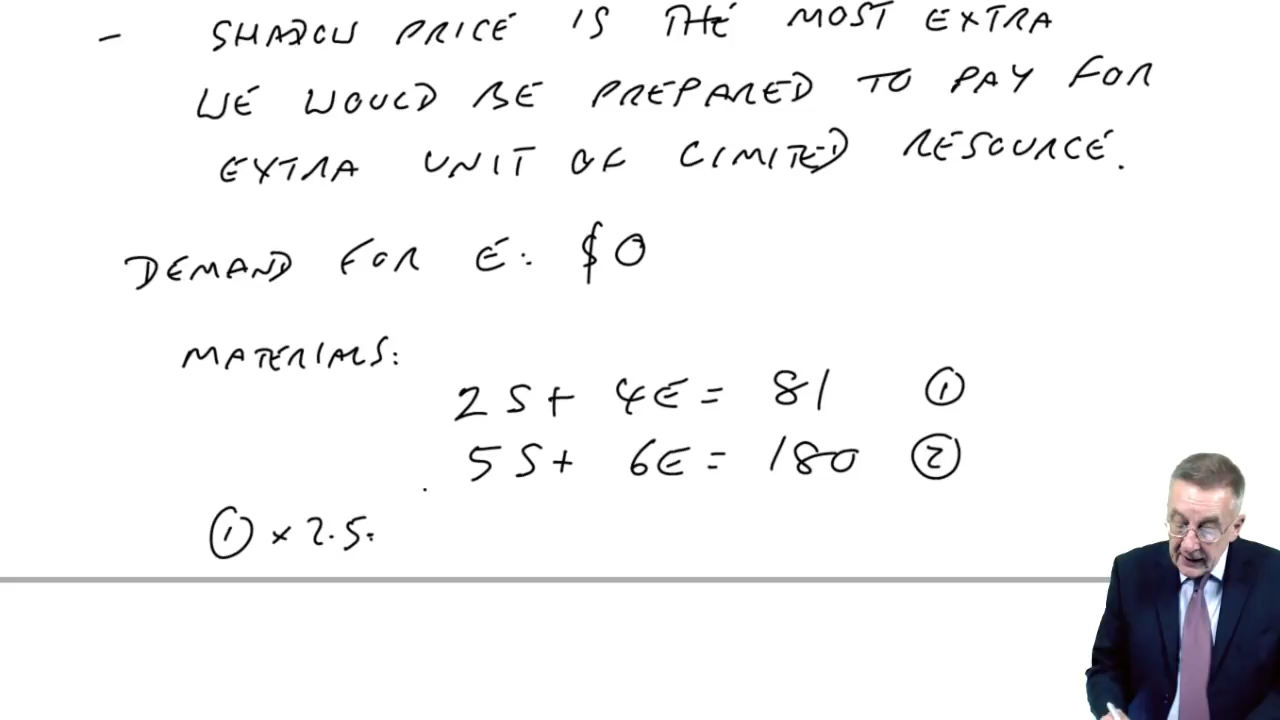 - SHADOW PRICE IS THE MOST EXTRA
WE WOULD BE PREPARED TO PAY FOR
EXTRA UNIT OF LIMITED RESOURCE.
DEMAND FOR E: $0
MATERIALS:
2S + 4E = 81 ①
5S + 6E = 180 ②
① × 2.5: